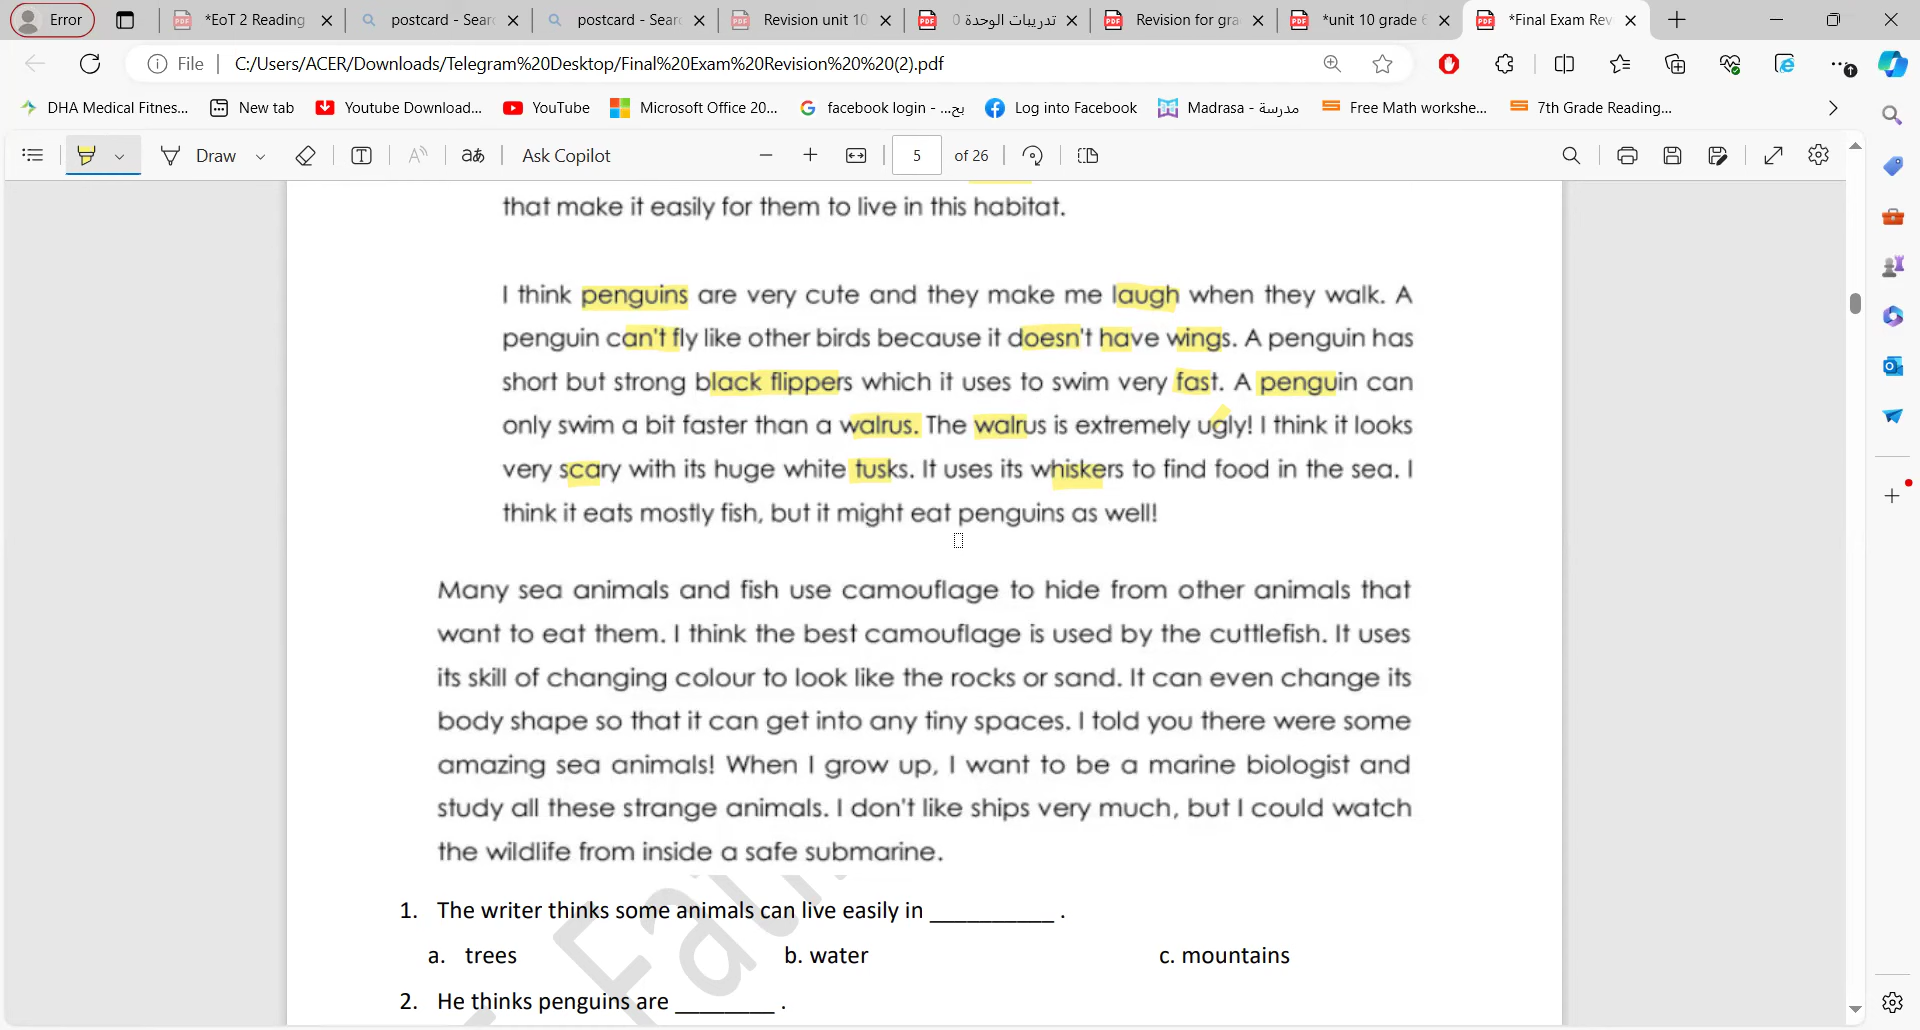 Error
*EoT 2 Reading
postcard - Sear
postcard - Sear
Revision unit 10
تدريبات الوحدة 0
Revision for gra
*unit 10 grade 6
*Final Exam Rev
File
C:/Users/ACER/Downloads/Telegram%20Desktop/Final%20Exam%20Revision%20%20(2).pdf
DHA Medical Fitnes...
New tab
Youtube Download...
YouTube
Microsoft Office 20...
facebook login - ...بح
Log into Facebook
Madrasa - مدرسة
Free Math workshe...
7th Grade Reading...
Draw
Ask Copilot
5 of 26
that make it easily for them to live in this habitat.
I think penguins are very cute and they make me laugh when they walk. A
penguin can't fly like other birds because it doesn't have wings. A penguin has
short but strong black flippers which it uses to swim very fast. A penguin can
only swim a bit faster than a walrus. The walrus is extremely ugly! I think it looks
very scary with its huge white tusks. It uses its whiskers to find food in the sea. I
think it eats mostly fish, but it might eat penguins as well!
Many sea animals and fish use camouflage to hide from other animals that
want to eat them. I think the best camouflage is used by the cuttlefish. It uses
its skill of changing colour to look like the rocks or sand. It can even change its
body shape so that it can get into any tiny spaces. I told you there were some
amazing sea animals! When I grow up, I want to be a marine biologist and
study all these strange animals. I don't like ships very much, but I could watch
the wildlife from inside a safe submarine.
1. The writer thinks some animals can live easily in __________ .
a. trees b. water c. mountains
2. He thinks penguins are ________ .